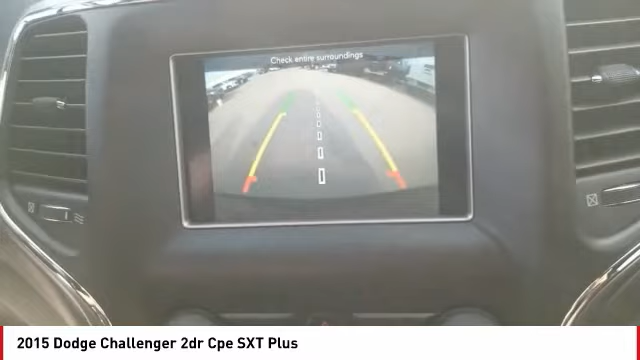 Check entire surroundings
2015 Dodge Challenger 2dr Cpe SXT Plus